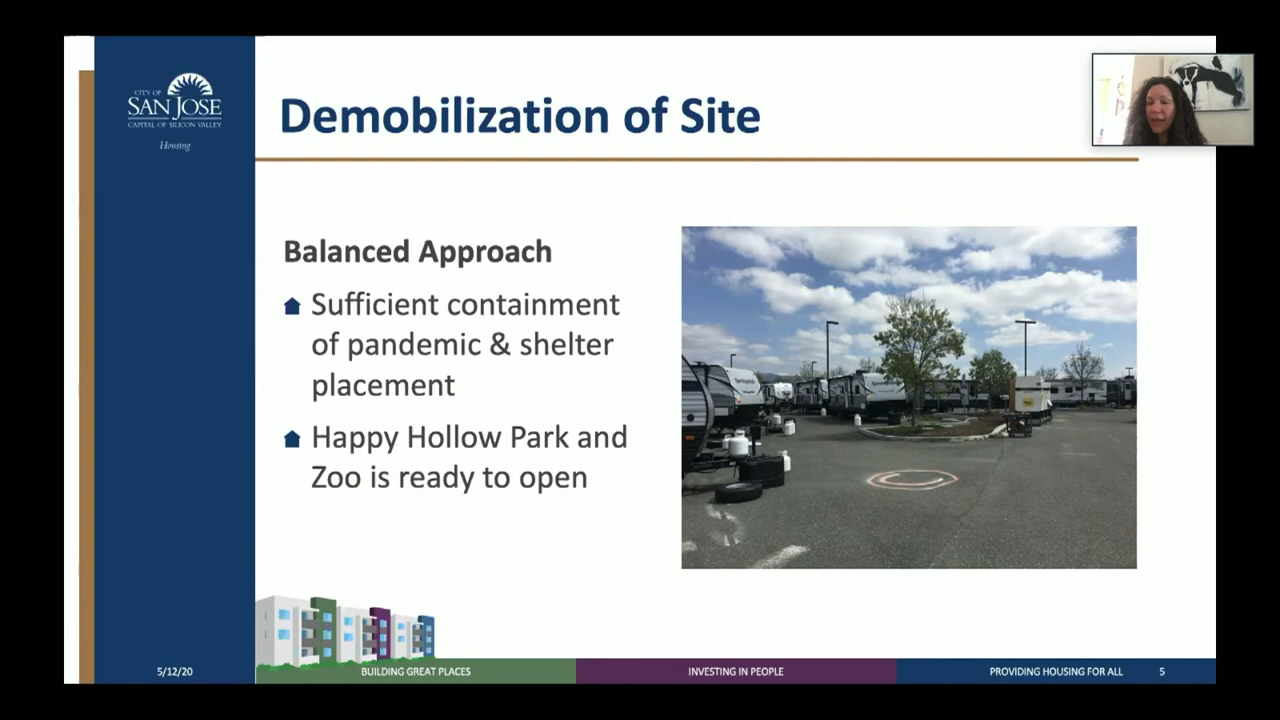 CITY OF
SAN JOSE
CAPITAL OF SILICON VALLEY
Housing
Demobilization of Site
Balanced Approach
Sufficient containment
of pandemic & shelter
placement
Happy Hollow Park and
Zoo is ready to open
5/12/20
BUILDING GREAT PLACES
INVESTING IN PEOPLE
PROVIDING HOUSING FOR ALL
5